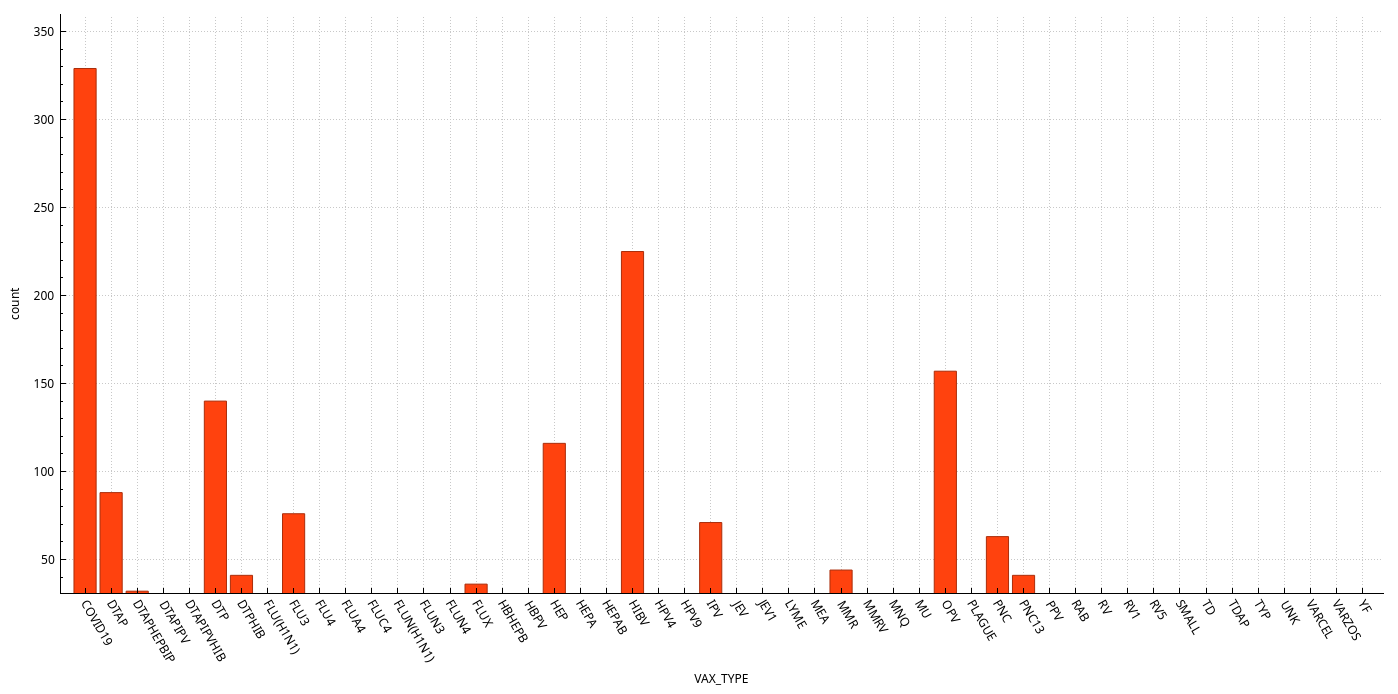 350
300
250
200
150
100
50
count
COVID19
DTAP
DTAPHEPBIP
DTAPIPV
DTAPIPVHIB
DTP
DTPHIB
FLU(H1N1)
FLU3
FLU4
FLUA4
FLUC4
FLUN(H1N1)
FLUN3
FLUN4
FLUX
HBHEPB
HBPV
HEP
HEPA
HEPAB
HIBV
HPV4
HPV9
IPV
JEV
JEV1
LYME
MEA
MMR
MMRV
MNQ
MU
OPV
PLAGUE
PNC
PNC13
PPV
RAB
RV
RV1
RV5
SMALL
TD
TDAP
TYP
UNK
VARCEL
VARZOS
YF
VAX_TYPE